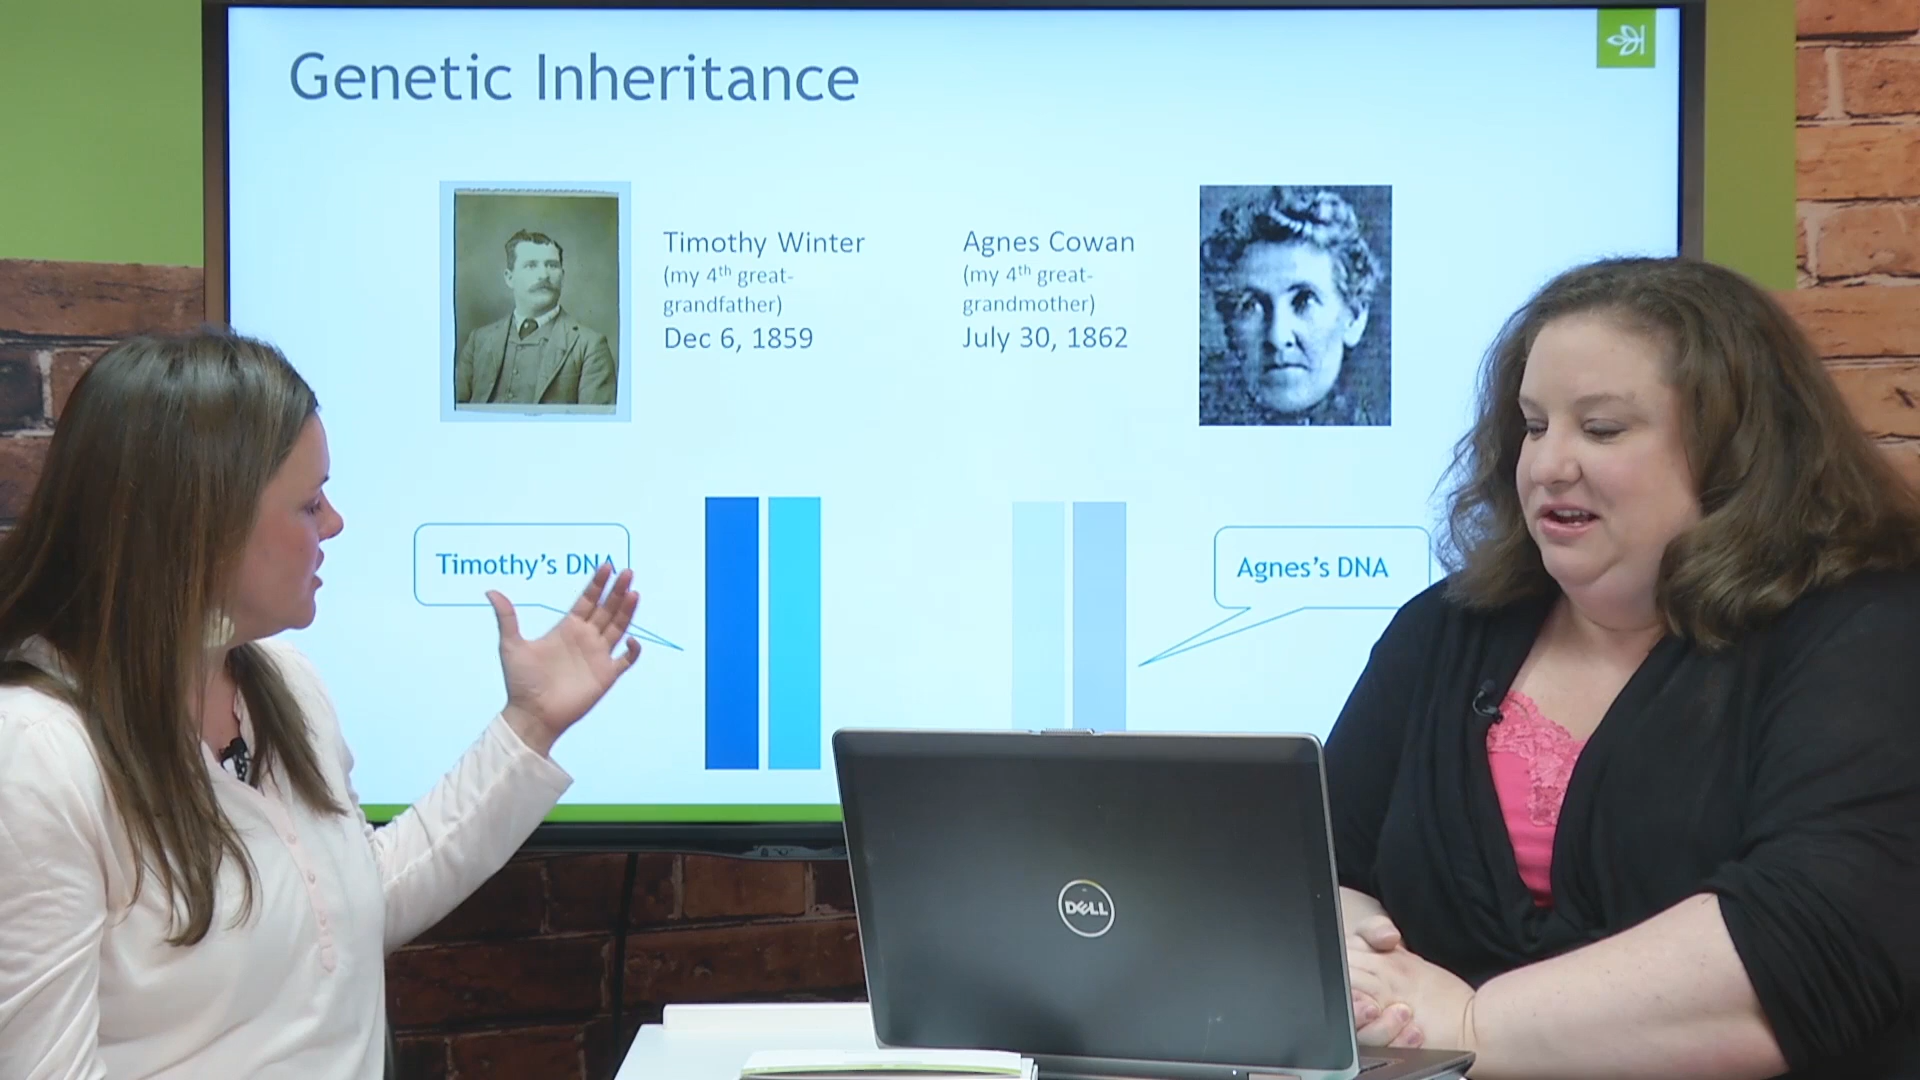 Genetic Inheritance
Timothy Winter
(my 4th great-
grandfather)
Dec 6, 1859
Agnes Cowan
(my 4th great-
grandmother)
July 30, 1862
Timothy's DNA
Agnes's DNA
DELL